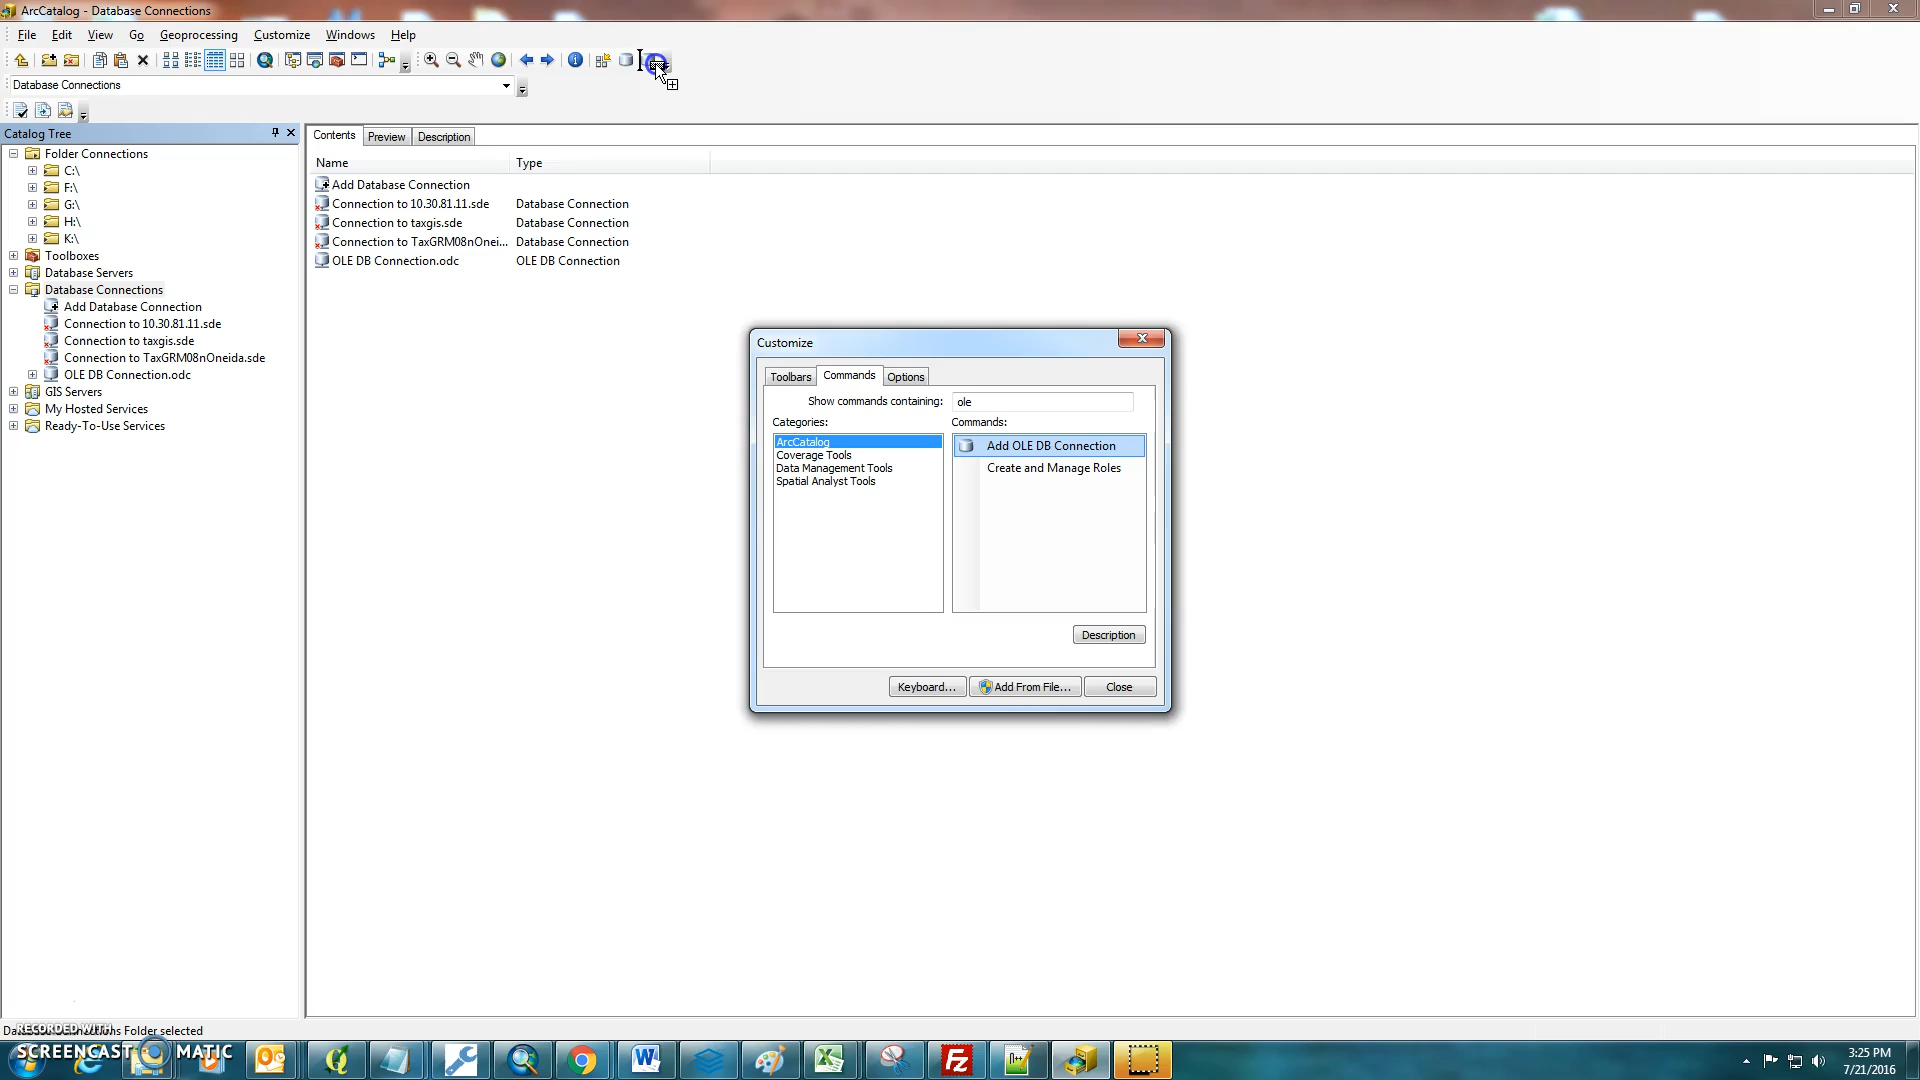 ArcCatalog - Database Connections
File Edit View Go Geoprocessing Customize Windows Help
Database Connections
Catalog Tree
Folder Connections
C:\
F:\
G:\
H:\
K:\
Toolboxes
Database Servers
Database Connections
Add Database Connection
Connection to 10.30.81.11.sde
Connection to taxgis.sde
Connection to TaxGRM08nOneida.sde
OLE DB Connection.odc
GIS Servers
My Hosted Services
Ready-To-Use Services
Contents Preview Description
Name Type
Add Database Connection
Connection to 10.30.81.11.sde Database Connection
Connection to taxgis.sde Database Connection
Connection to TaxGRM08nOnei... Database Connection
OLE DB Connection.odc OLE DB Connection
Customize
Toolbars Commands Options
Show commands containing: ole
Categories: Commands:
ArcCatalog
Coverage Tools
Data Management Tools
Spatial Analyst Tools
Add OLE DB Connection
Create and Manage Roles
Description
Keyboard... Add From File... Close
Folder selected
RECORDED WITH
SCREENCAST MATIC
3:25 PM
7/21/2016